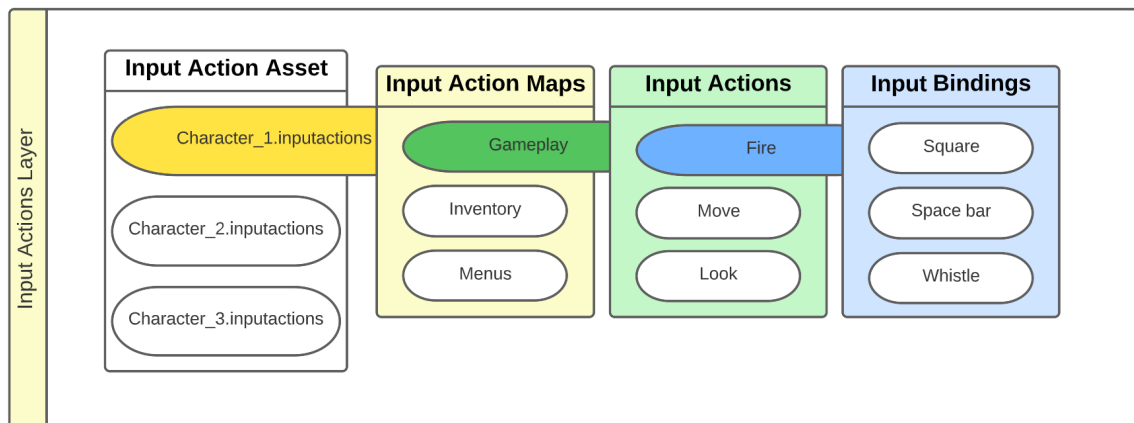 Input Actions Layer
Input Action Asset
Character_1.inputactions
Character_2.inputactions
Character_3.inputactions
Input Action Maps
Gameplay
Inventory
Menus
Input Actions
Fire
Move
Look
Input Bindings
Square
Space bar
Whistle